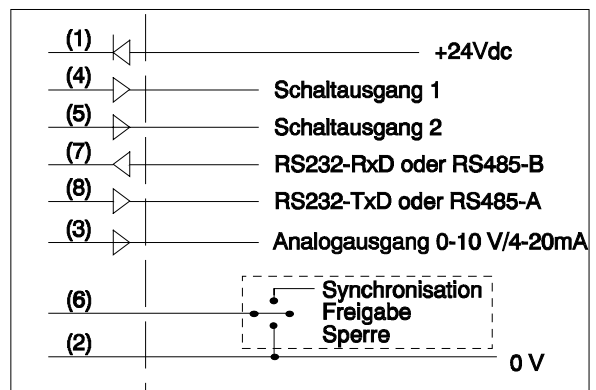 (1) +24Vdc
(4) Schaltausgang 1
(5) Schaltausgang 2
(7) RS232-RxD oder RS485-B
(8) RS232-TxD oder RS485-A
(3) Analogausgang 0-10 V/4-20mA
Synchronisation
(6) Freigabe
Sperre
(2) 0 V